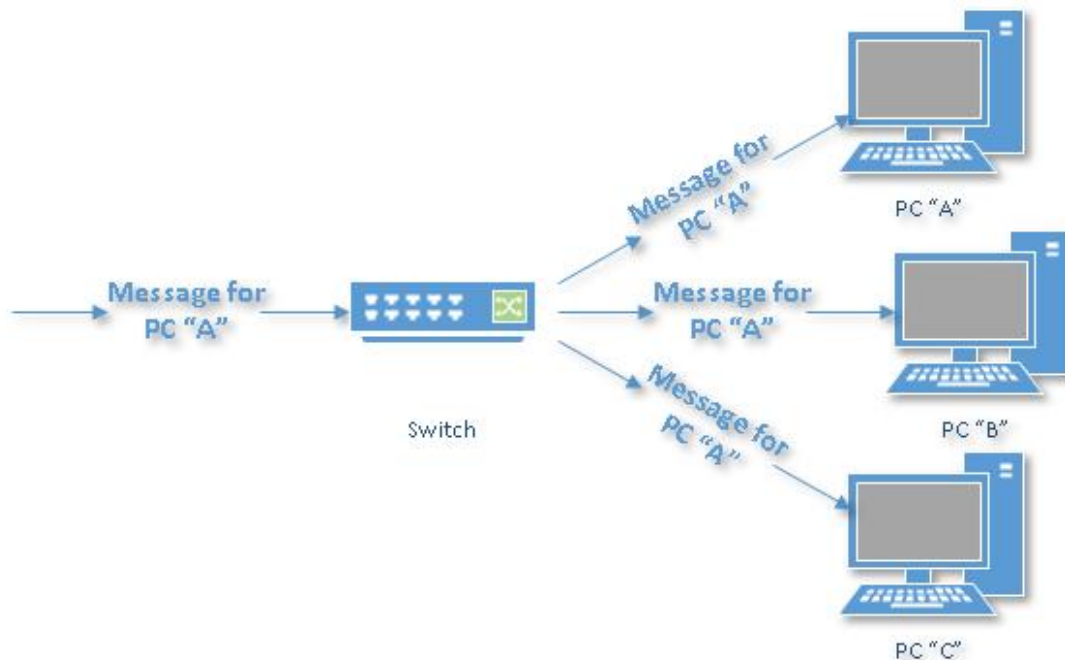 Message for
PC “A”
Switch
Message for
PC “A”
PC “A”
Message for
PC “A”
PC “B”
Message for
PC “A”
PC “C”